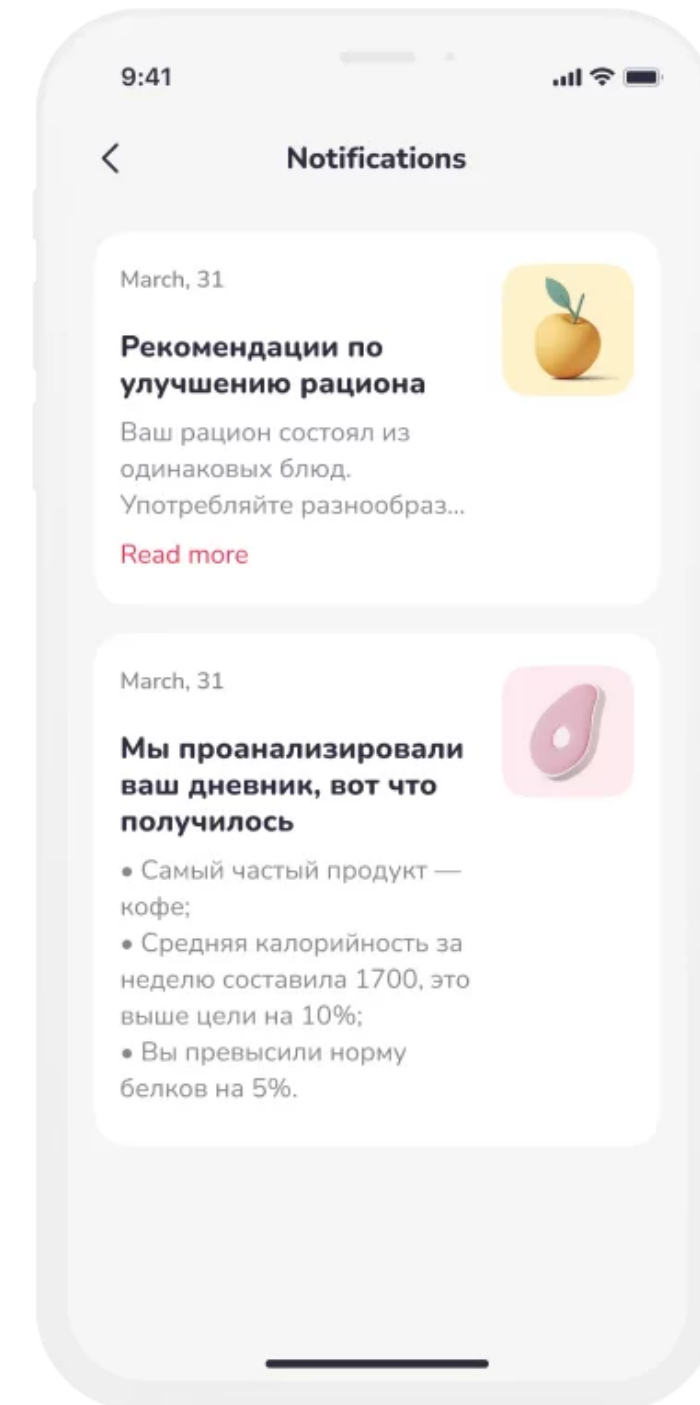 9:41
Notifications
March, 31
Рекомендации по
улучшению рациона
Ваш рацион состоял из
одинаковых блюд.
Употребляйте разнообраз...
Read more
March, 31
Мы проанализировали
ваш дневник, вот что
получилось
• Самый частый продукт —
кофе;
• Средняя калорийность за
неделю составила 1700, это
выше цели на 10%;
• Вы превысили норму
белков на 5%.